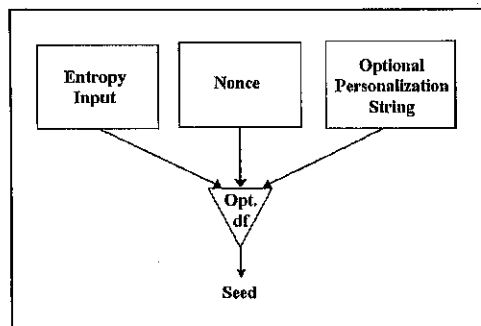 Entropy
Input
Nonce
Optional
Personalization
String
Opt.
df
Seed